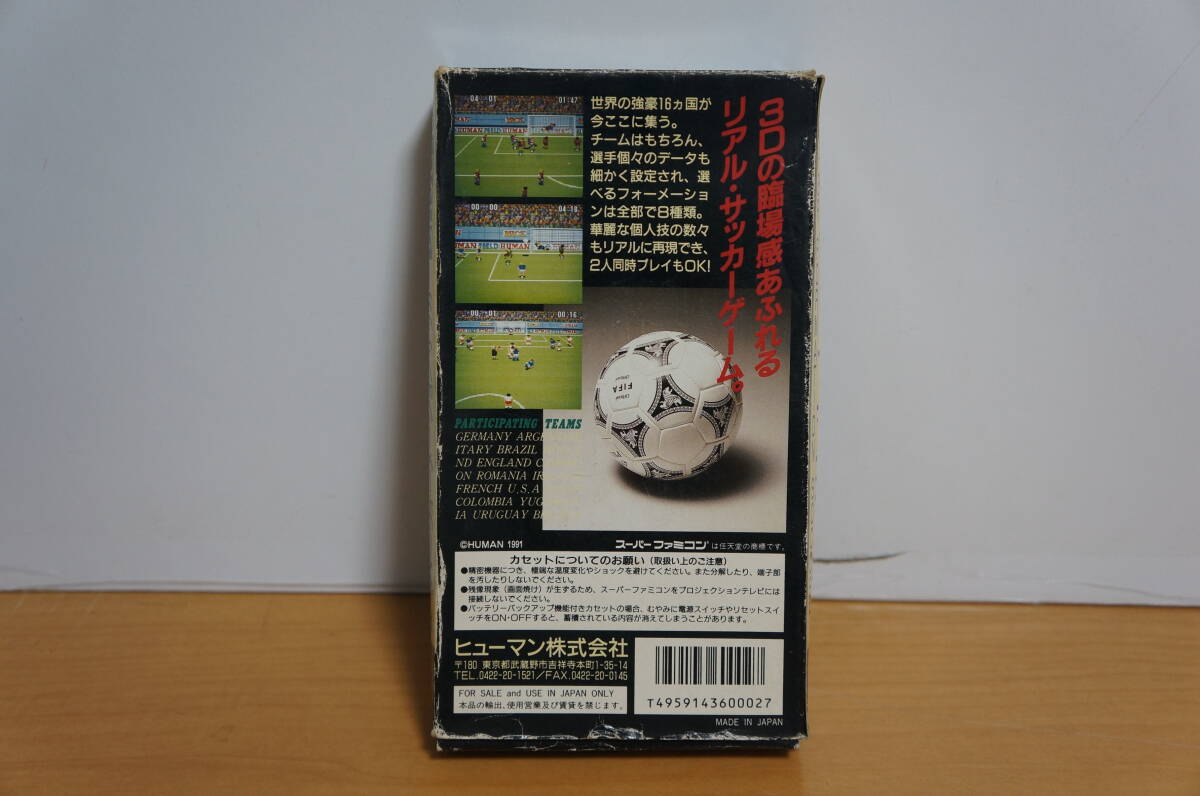 3Dの臨場感あふれる
リアル・サッカーゲーム。
世界の強豪16ヵ国が
今ここに集う。
チームはもちろん、
選手個々のデータも
細かく設定され、選
べるフォーメーショ
ンは全部で8種類。
華麗な個人技の数々
もリアルに再現でき、
2人同時プレイもOK!
04 01 01:47
HUMAN
00 00 04:18
MICK
HUMAN
00 01 00:16
FIFA
PARTICIPATING TEAMS
GERMANY
ITARY BRAZIL
ND ENGLAND
ON ROMANIA
FRENCH U.S.A
COLOMBIA YUG
IA URUGUAY
©HUMAN 1991
スーパーファミコンは任天堂の商標です。
カセットについてのお願い(取扱い上のご注意)
●精密機器につき、極端な温度変化やショックを避けてください。また分解したり、端子部
を汚したりしないでください。
●残像現象(画面焼け)が生ずるため、スーパーファミコンをプロジェクションテレビには
接続しないでください。
●バッテリーバックアップ機能付きカセットの場合、むやみに電源スイッチやリセットスイ
ッチをON・OFFすると、蓄積されている内容が消えてしまうことがあります。
ヒューマン株式会社
〒180 東京都武蔵野市吉祥寺本町1-35-14
TEL.0422-20-1521/FAX.0422-20-0145
FOR SALE and USE IN JAPAN ONLY
本品の輸出、使用営業及び賃貸を禁じます。
T4959143600027
MADE IN JAPAN